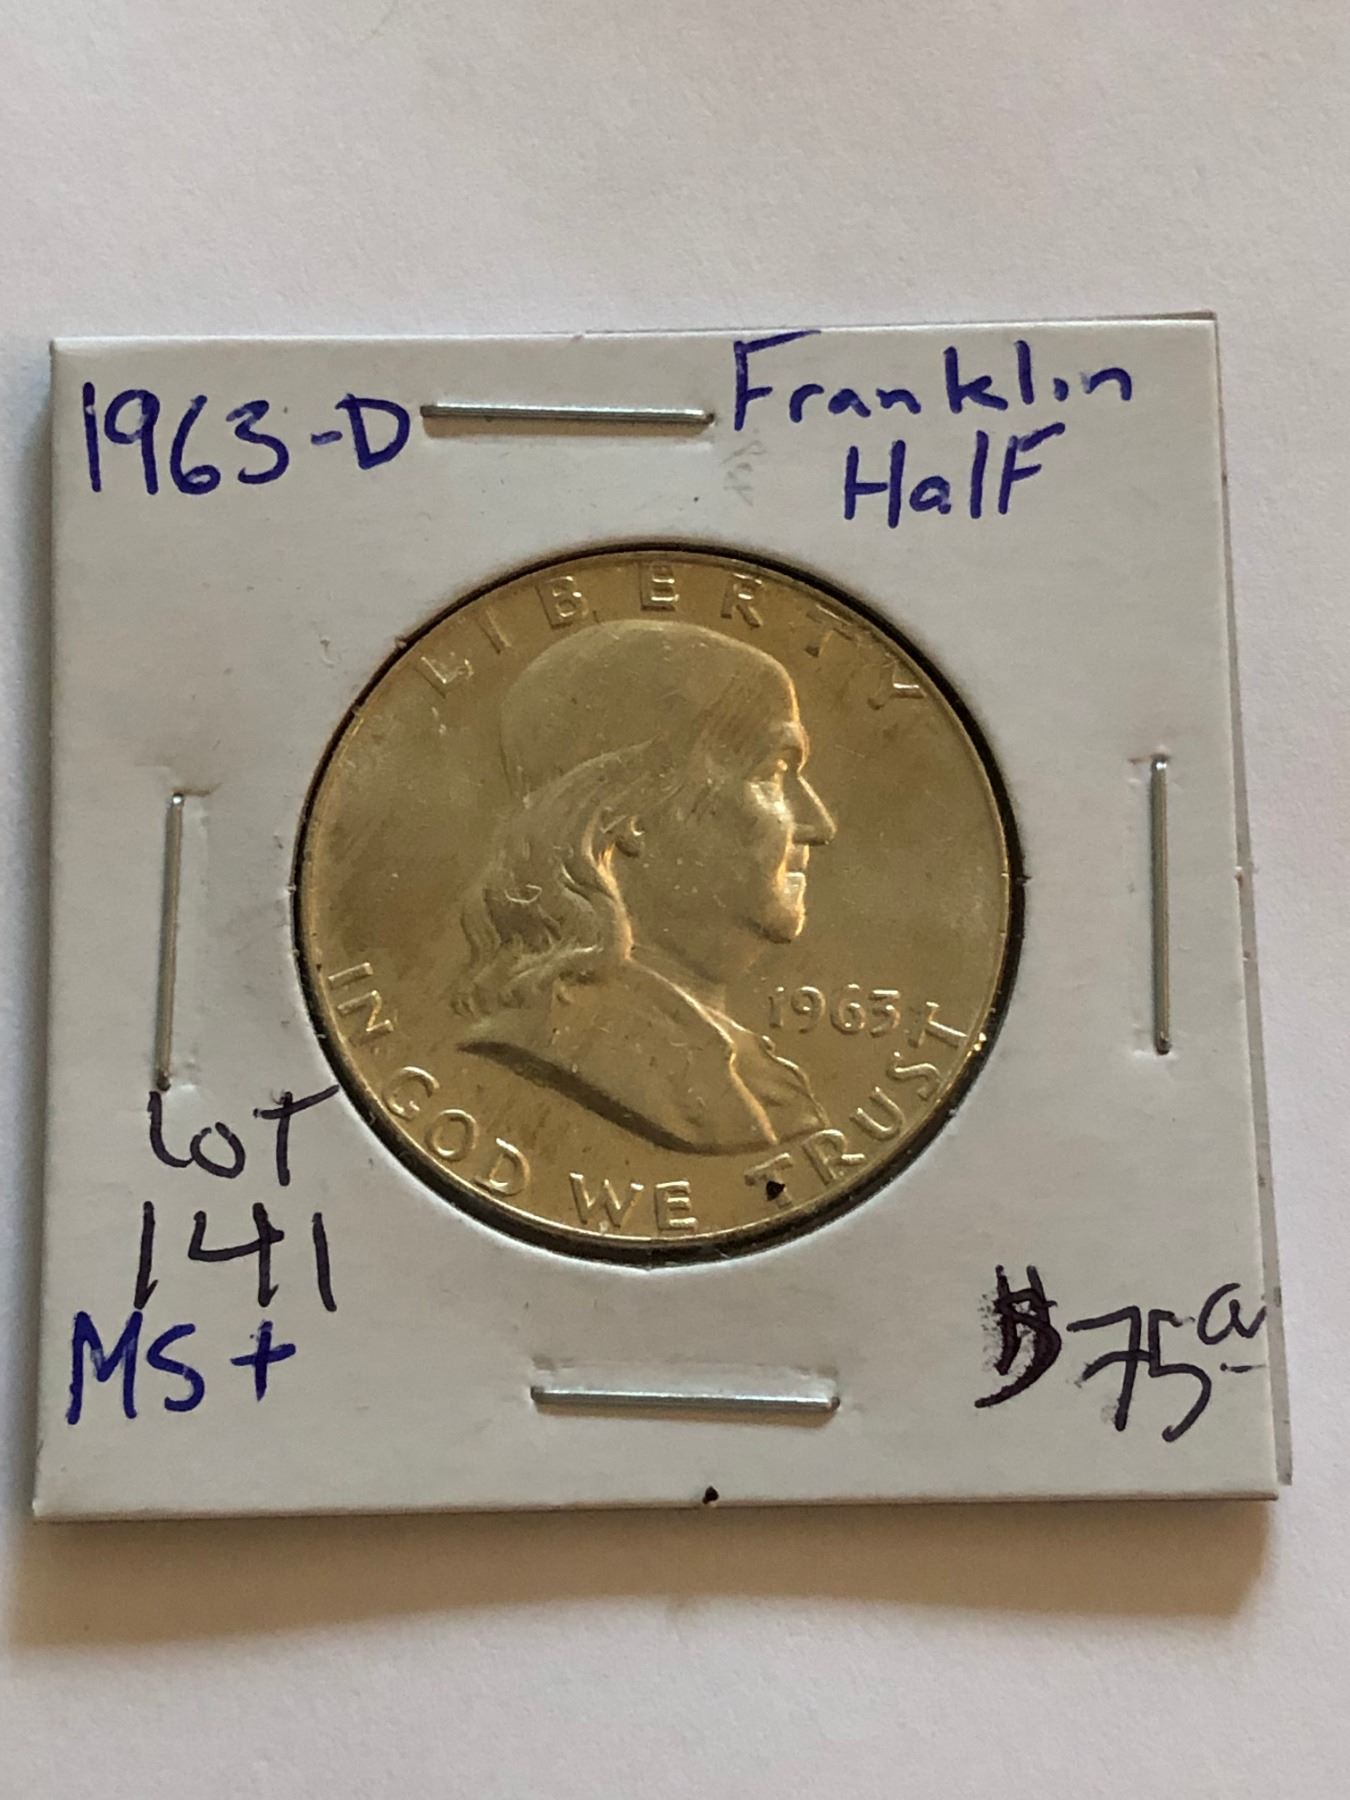 1963-D
Franklin
Half
LIBERTY
1963
IN GOD WE TRUST
LOT
141
MS+
$75